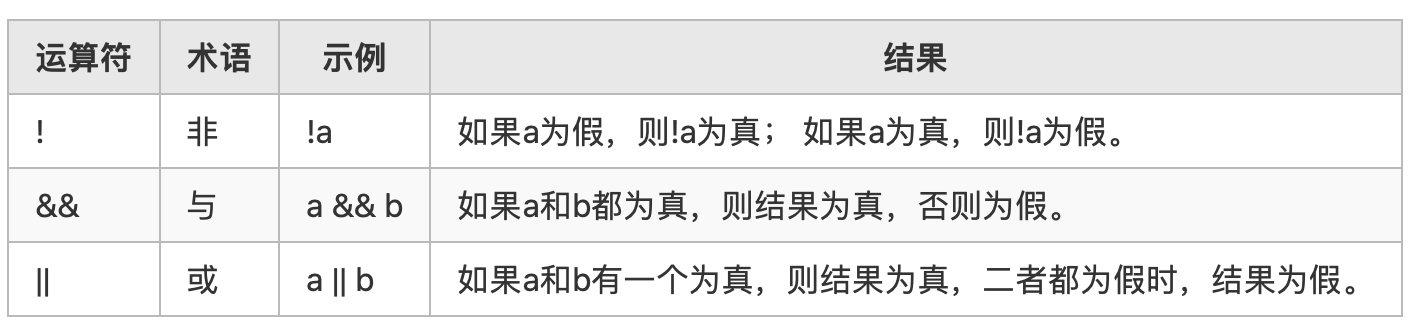 运算符 术语 示例 结果
! 非 !a 如果a为假，则!a为真； 如果a为真，则!a为假。
&& 与 a && b 如果a和b都为真，则结果为真，否则为假。
|| 或 a || b 如果a和b有一个为真，则结果为真，二者都为假时，结果为假。